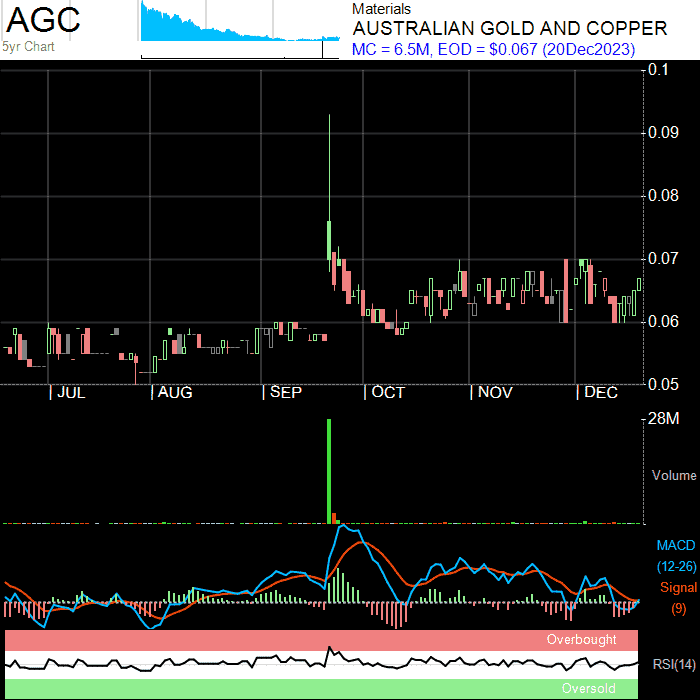 AGC
5yr Chart
Materials
AUSTRALIAN GOLD AND COPPER
MC = 6.5M, EOD = $0.067 (20Dec2023)
0.1
0.09
0.08
0.07
0.06
0.05
JUL
AUG
SEP
OCT
NOV
DEC
28M
Volume
MACD
(12-26)
Signal
(9)
Overbought
RSI(14)
Oversold